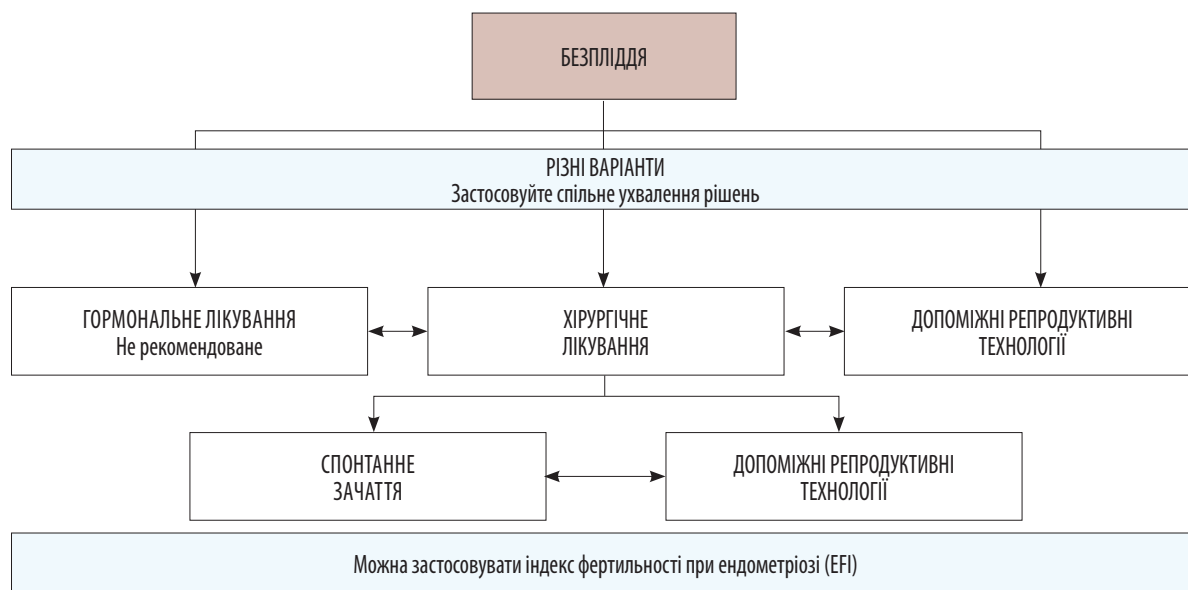 БЕЗПЛІДДЯ
РІЗНІ ВАРІАНТИ
Застосовуйте спільне ухвалення рішень
ГОРМОНАЛЬНЕ ЛІКУВАННЯ
Не рекомендоване
ХІРУРГІЧНЕ
ЛІКУВАННЯ
ДОПОМІЖНІ РЕПРОДУКТИВНІ
ТЕХНОЛОГІЇ
СПОНТАННЕ
ЗАЧАТТЯ
ДОПОМІЖНІ РЕПРОДУКТИВНІ
ТЕХНОЛОГІЇ
Можна застосовувати індекс фертильності при ендометріозі (EFI)